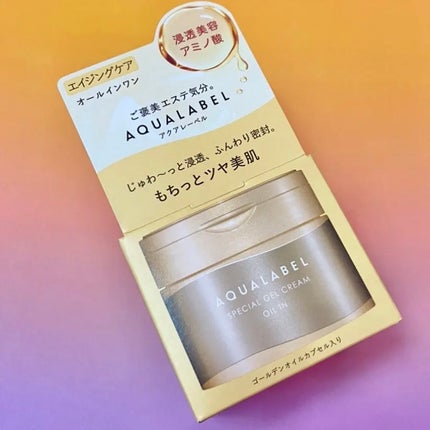 浸透美容
アミノ酸
エイジングケア
オールインワン
ご褒美エステ気分。
AQUALABEL
アクアレーベル
じゅわ〜っと浸透、ふんわり密封。
もちっとツヤ美肌
AQUALABEL
SPECIAL GEL CREAM
OIL IN
ゴールデンオイルカプセル入り